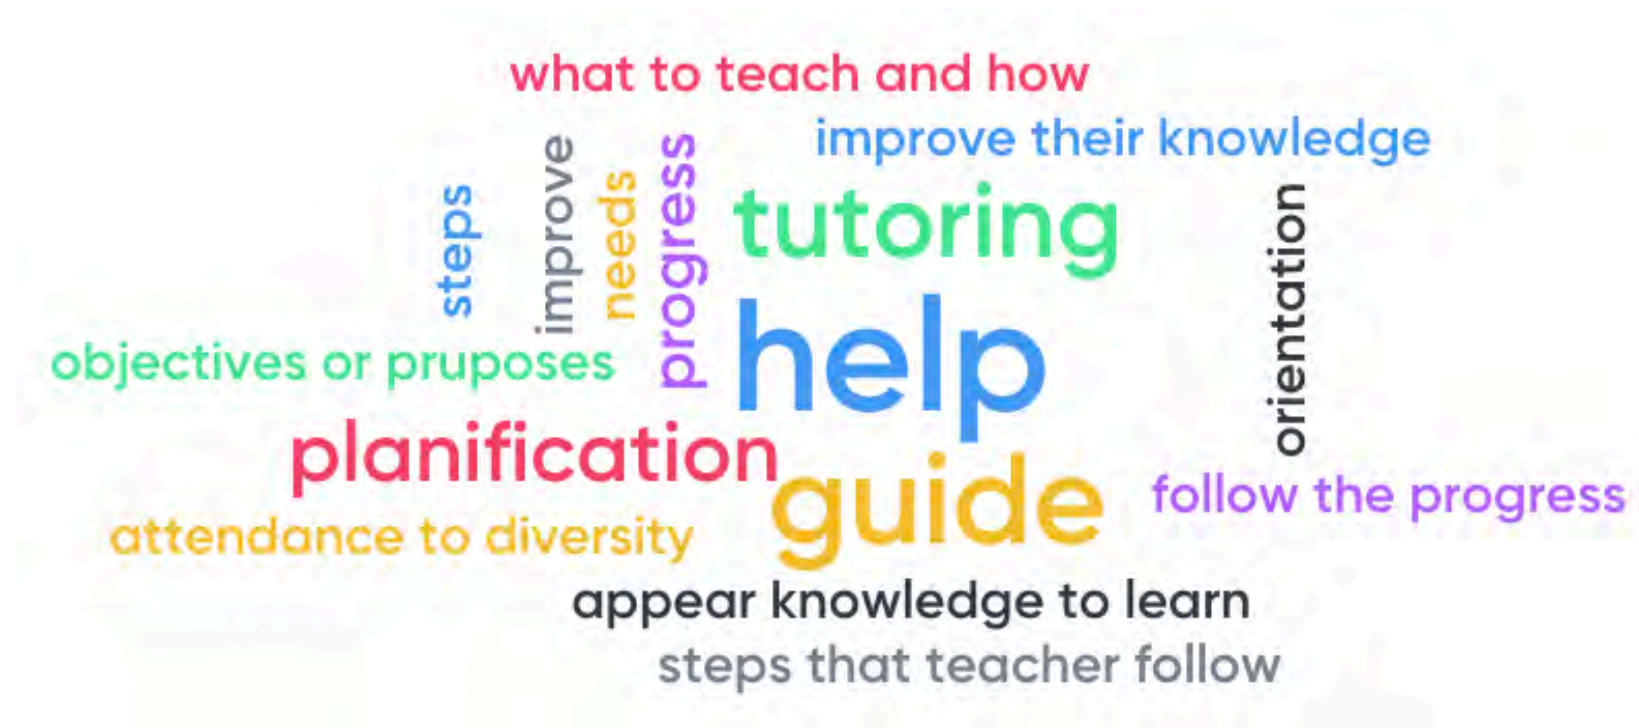 what to teach and how
improve their knowledge
steps
improve
needs
progress
tutoring
orientation
help
objectives or pruposes
planification
guide
follow the progress
attendance to diversity
appear knowledge to learn
steps that teacher follow